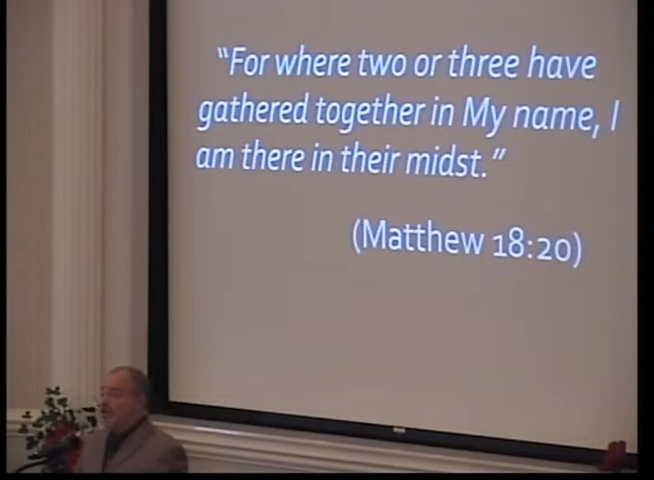 “For where two or three have
gathered together in My name, I
am there in their midst.”
(Matthew 18:20)